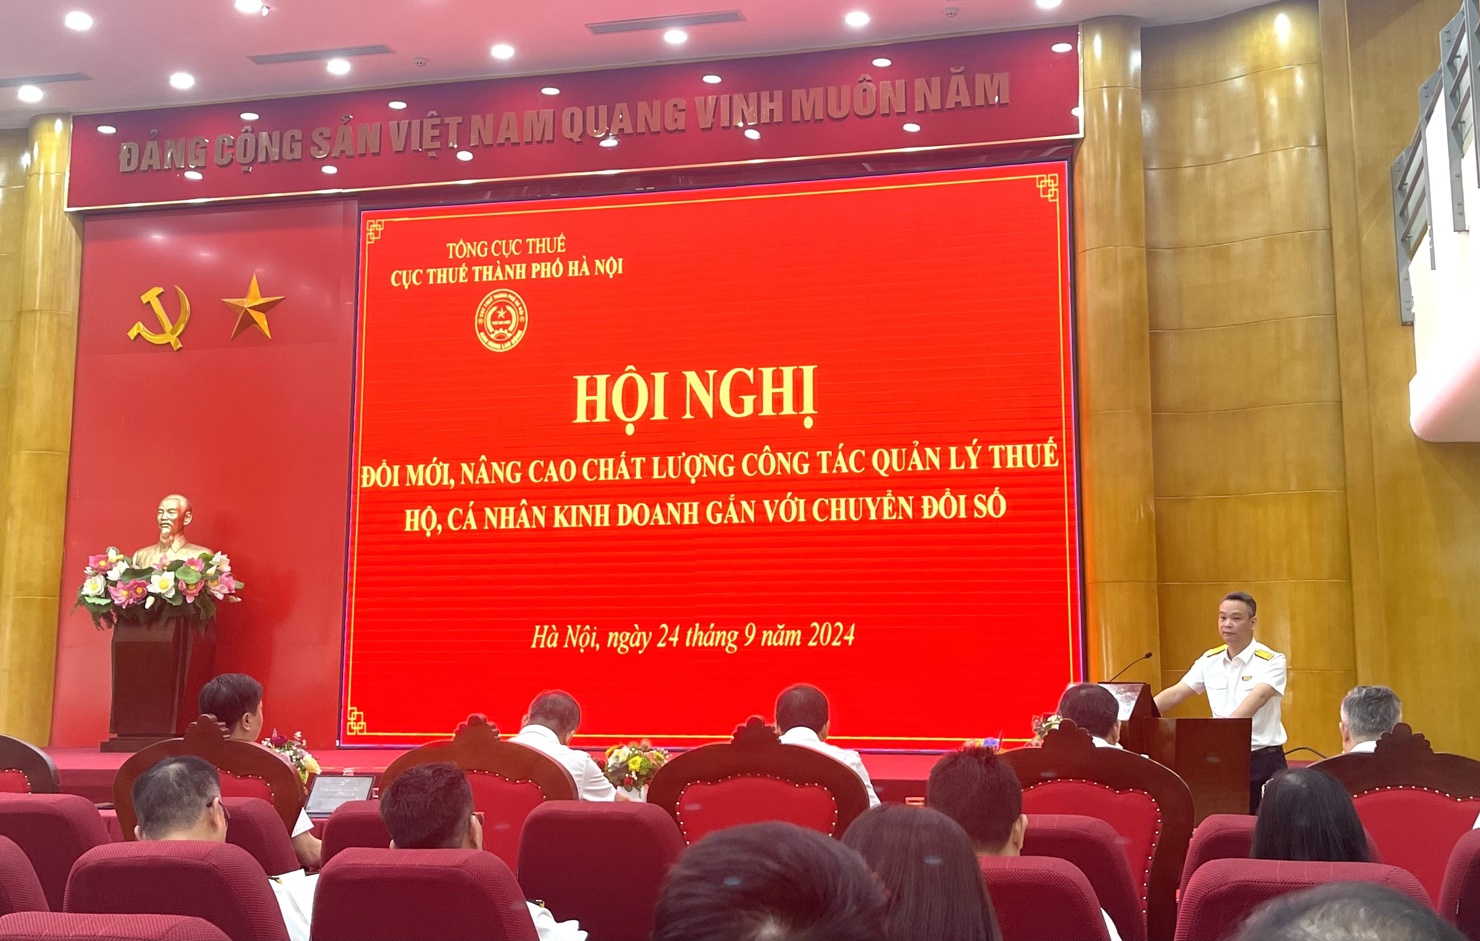 ĐẢNG CỘNG SẢN VIỆT NAM QUANG VINH MUÔN NĂM
TỔNG CỤC THUẾ
CỤC THUẾ THÀNH PHỐ HÀ NỘI
HỘI NGHỊ
ĐỔI MỚI, NÂNG CAO CHẤT LƯỢNG CÔNG TÁC QUẢN LÝ THUẾ
HỘ, CÁ NHÂN KINH DOANH GẮN VỚI CHUYỂN ĐỔI SỐ
Hà Nội, ngày 24 tháng 9 năm 2024